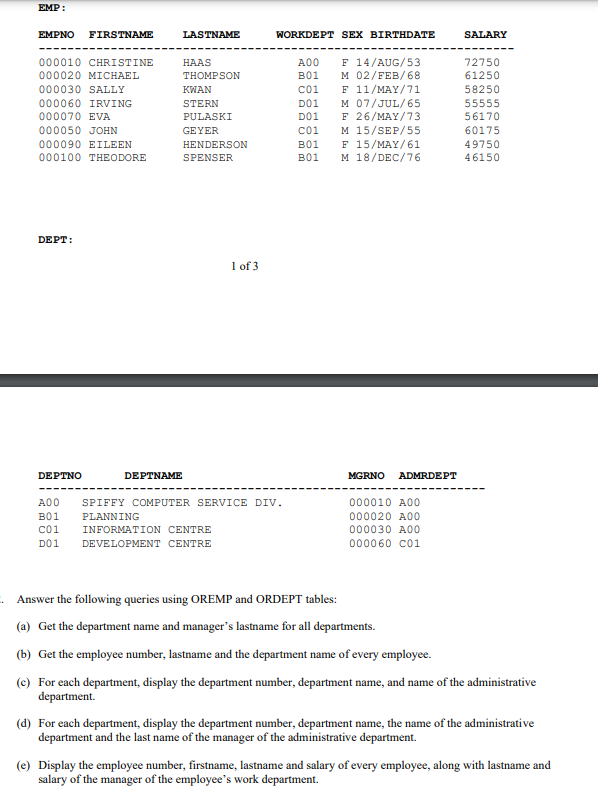 EMP:
EMPNO FIRSTNAME LASTNAME WORKDEPT SEX BIRTHDATE SALARY
000010 CHRISTINE HAAS A00 F 14/AUG/53 72750
000020 MICHAEL THOMPSON B01 M 02/FEB/68 61250
000030 SALLY KWAN C01 F 11/MAY/71 58250
000060 IRVING STERN D01 M 07/JUL/65 55555
000070 EVA PULASKI D01 F 26/MAY/73 56170
000050 JOHN GEYER C01 M 15/SEP/55 60175
000090 EILEEN HENDERSON B01 F 15/MAY/61 49750
000100 THEODORE SPENSER B01 M 18/DEC/76 46150
DEPT:
1 of 3
DEPTNO DEPTNAME MGRNO ADMRDEPT
A00 SPIFFY COMPUTER SERVICE DIV. 000010 A00
B01 PLANNING 000020 A00
C01 INFORMATION CENTRE 000030 A00
D01 DEVELOPMENT CENTRE 000060 C01
Answer the following queries using OREMP and ORDEPT tables:
(a) Get the department name and manager's lastname for all departments.
(b) Get the employee number, lastname and the department name of every employee.
(c) For each department, display the department number, department name, and name of the administrative
department.
(d) For each department, display the department number, department name, the name of the administrative
department and the last name of the manager of the administrative department.
(e) Display the employee number, firstname, lastname and salary of every employee, along with lastname and
salary of the manager of the employee's work department.